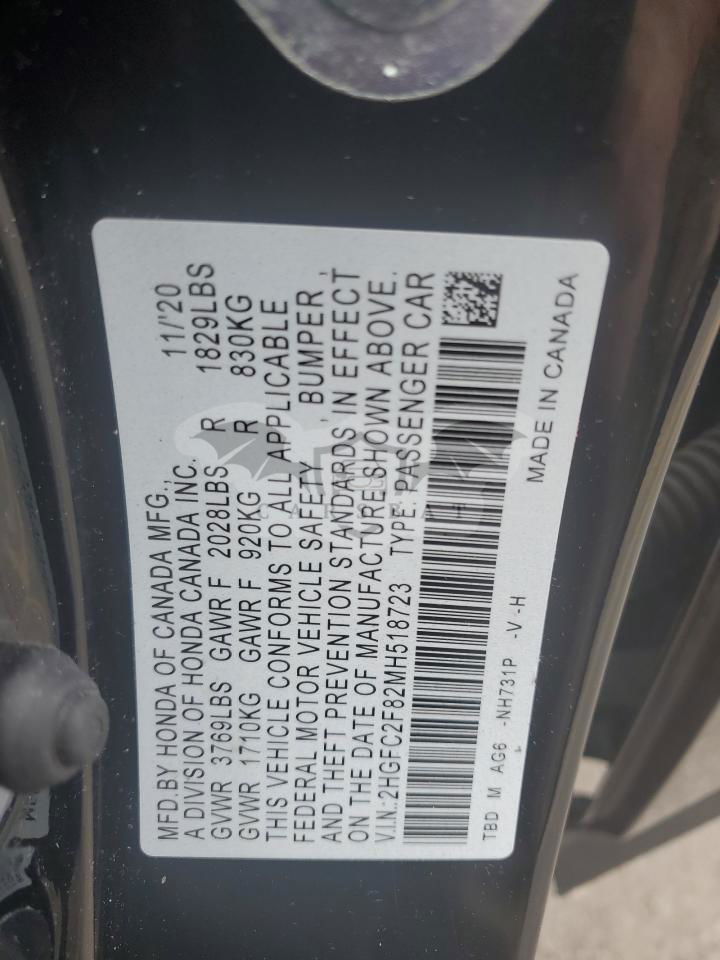 MFD.BY HONDA OF CANADA MFG.,
A DIVISION OF HONDA CANADA INC. 11/'20
GVWR 3769LBS GAWR F 2028LBS R 1829LBS
GVWR 1710KG GAWR F 920KG R 830KG
THIS VEHICLE CONFORMS TO ALL APPLICABLE
FEDERAL MOTOR VEHICLE SAFETY BUMPER,
AND THEFT PREVENTION STANDARDS IN EFFECT
ON THE DATE OF MANUFACTURE SHOWN ABOVE.
V.I.N.:2HGFC2F82MH518723 TYPE: PASSENGER CAR
TBD M AG6 -NH731P -V-H
MADE IN CANADA